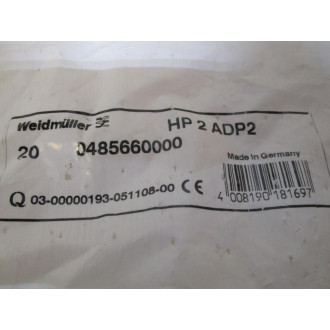 Weidmüller HP 2 ADP2
20 0485660000
Made in Germany
Q 03-00000193-051108-00 CE
4 008190 181697